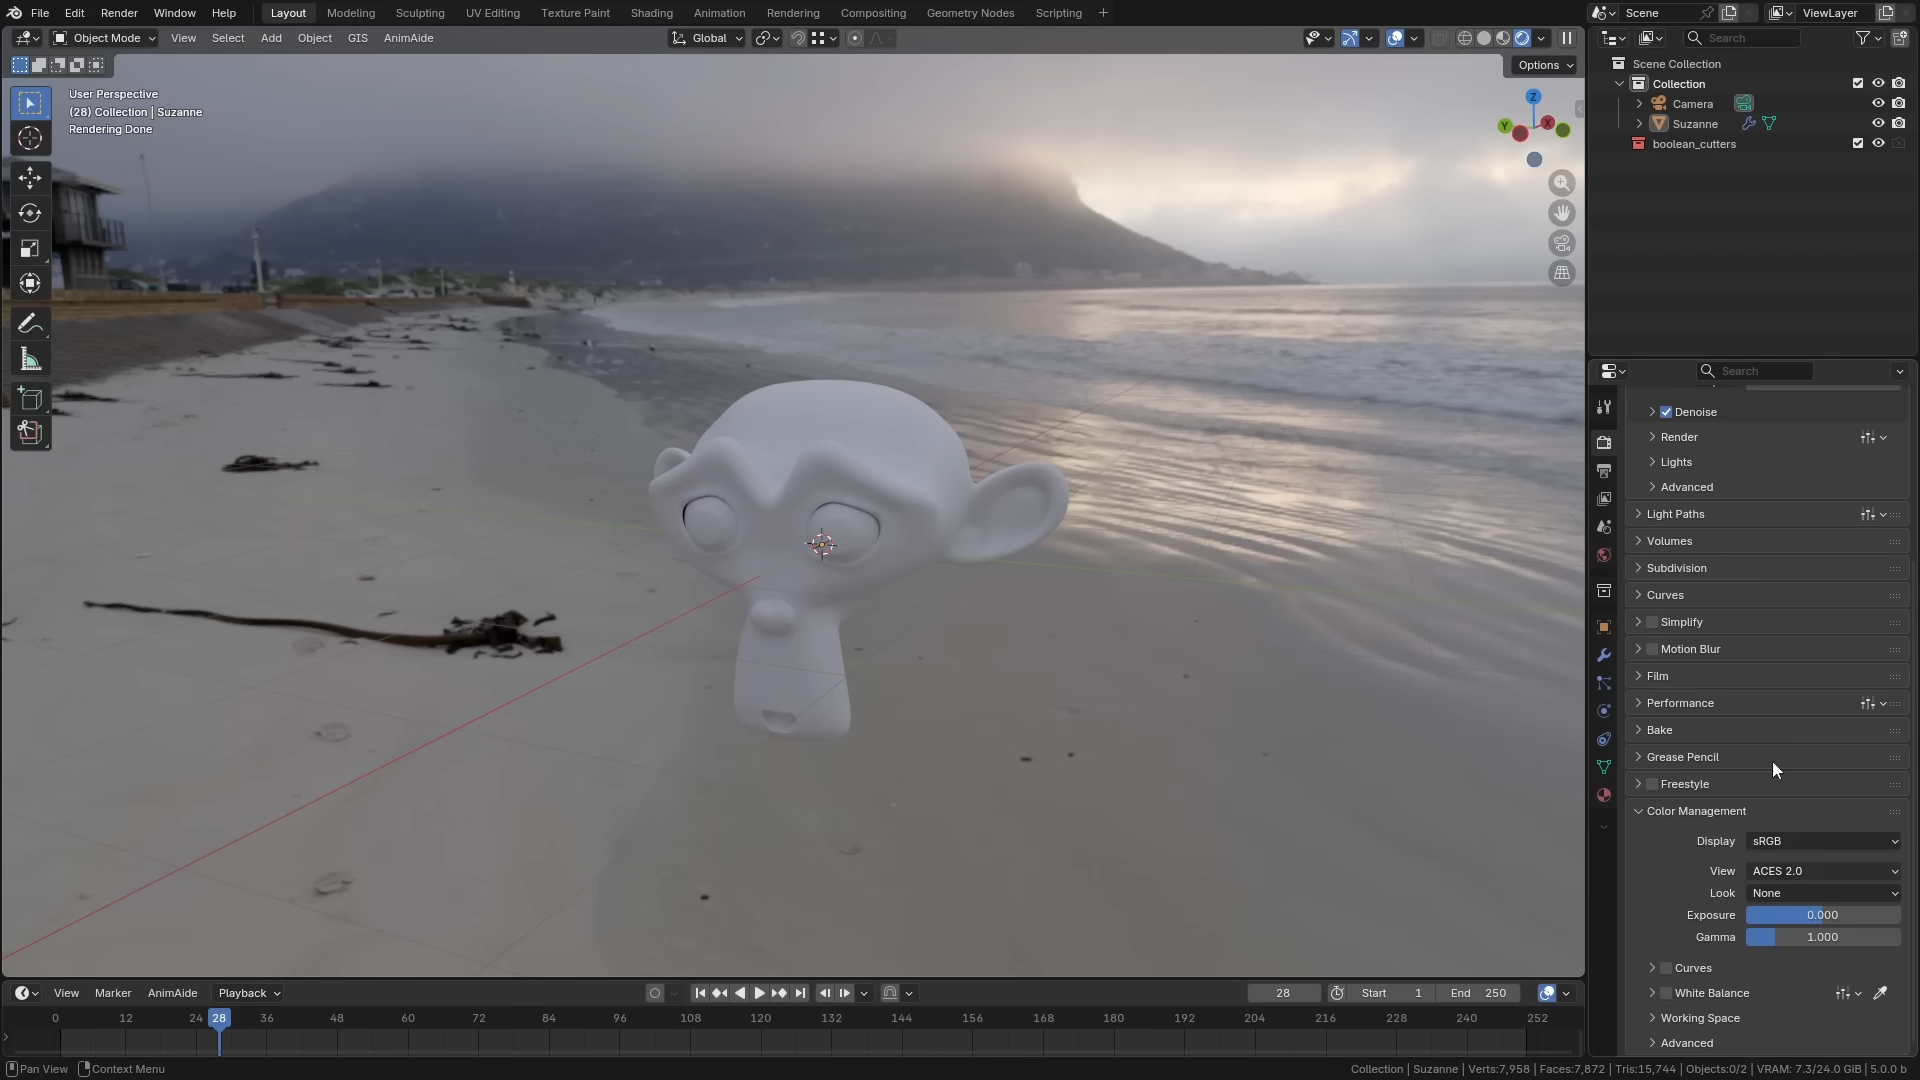 File Edit Render Window Help Layout Modeling Sculpting UV Editing Texture Paint Shading Animation Rendering Compositing Geometry Nodes Scripting + Scene ViewLayer
Object Mode View Select Add Object GIS AnimAide Global Search
Options
User Perspective
(28) Collection | Suzanne
Rendering Done
Z
Y X
Scene Collection
Collection
Camera
Suzanne
boolean_cutters
Search
Denoise
Render
Lights
Advanced
Light Paths
Volumes
Subdivision
Curves
Simplify
Motion Blur
Film
Performance
Bake
Grease Pencil
Freestyle
Color Management
Display sRGB
View ACES 2.0
Look None
Exposure 0.000
Gamma 1.000
Curves
White Balance
Working Space
Advanced
View Marker AnimAide Playback 28 Start 1 End 250
0 12 24 28 36 48 60 72 84 96 108 120 132 144 156 168 180 192 204 216 228 240 252
Pan View Context Menu Collection | Suzanne | Verts:7,958 | Faces:7,872 | Tris:15,744 | Objects:0/2 | VRAM: 7.3/24.0 GiB | 5.0.0 b